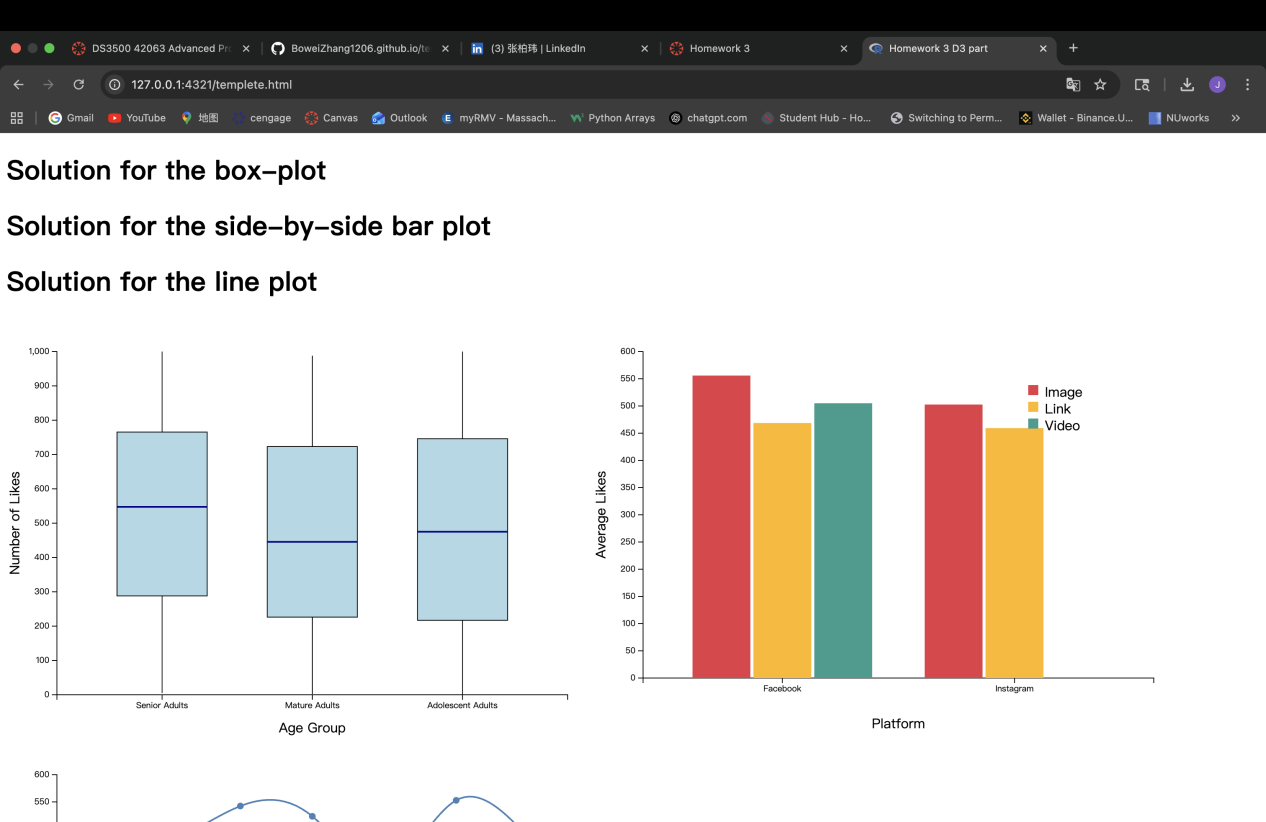 DS3500 42063 Advanced Pr
BoweiZhang1206.github.io/te
(3) 张柏玮 | LinkedIn
Homework 3
Homework 3 D3 part
127.0.0.1:4321/templete.html
J
Gmail
YouTube
地图
cengage
Canvas
Outlook
myRMV - Massach...
Python Arrays
chatgpt.com
Student Hub - Ho...
Switching to Perm...
Wallet - Binance.U...
NUworks
Solution for the box-plot
Solution for the side-by-side bar plot
Solution for the line plot
1,000
900
800
700
600
500
400
300
200
100
0
Number of Likes
Senior Adults
Mature Adults
Adolescent Adults
Age Group
600
550
500
450
400
350
300
250
200
150
100
50
0
Average Likes
Image
Link
Video
Facebook
Instagram
Platform
600
550